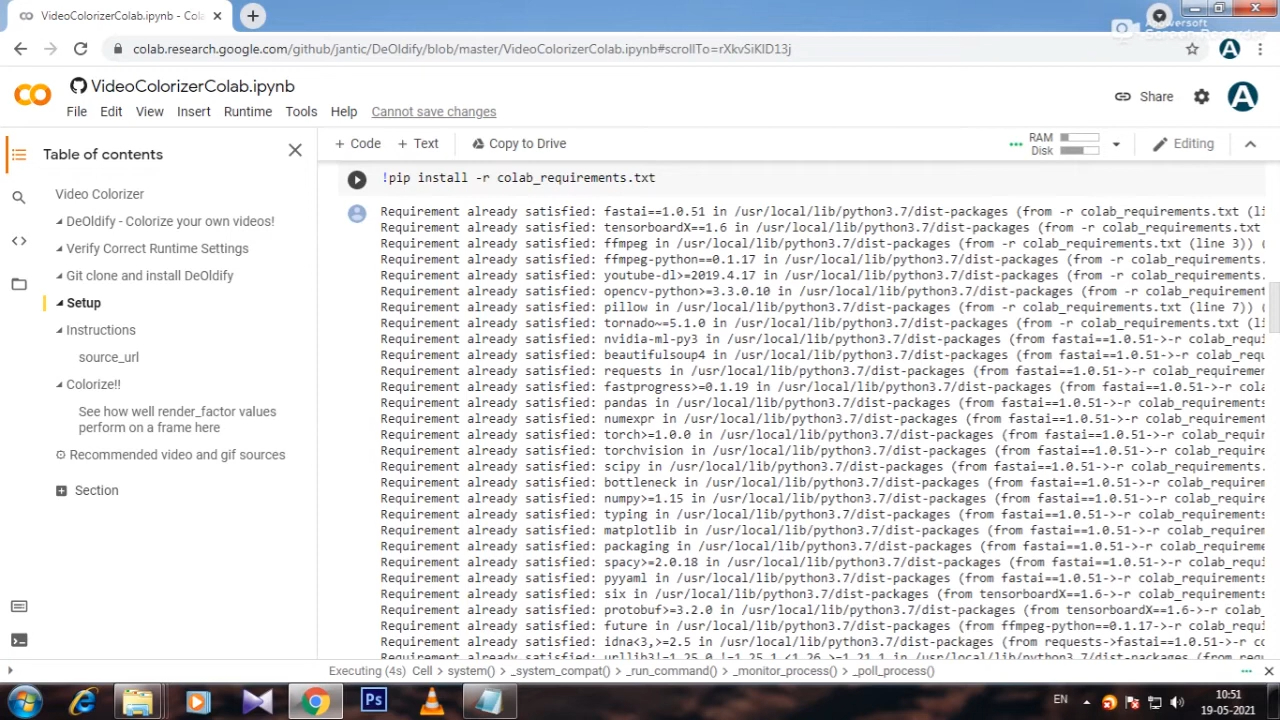 VideoColorizerColab.ipynb - Cola
Apowersoft
Screen Recorder
colab.research.google.com/github/jantic/DeOldify/blob/master/VideoColorizerColab.ipynb#scrollTo=rXkvSiKlD13j
VideoColorizerColab.ipynb
File Edit View Insert Runtime Tools Help Cannot save changes
Share
Table of contents
+ Code + Text Copy to Drive
RAM
Disk
Editing
Video Colorizer
DeOldify - Colorize your own videos!
Verify Correct Runtime Settings
Git clone and install DeOldify
Setup
Instructions
source_url
Colorize!!
See how well render_factor values
perform on a frame here
Recommended video and gif sources
Section
!pip install -r colab_requirements.txt
Requirement already satisfied: fastai==1.0.51 in /usr/local/lib/python3.7/dist-packages (from -r colab_requirements.txt (li
Requirement already satisfied: tensorboardX==1.6 in /usr/local/lib/python3.7/dist-packages (from -r colab_requirements.txt
Requirement already satisfied: ffmpeg in /usr/local/lib/python3.7/dist-packages (from -r colab_requirements.txt (line 3)) (
Requirement already satisfied: ffmpeg-python==0.1.17 in /usr/local/lib/python3.7/dist-packages (from -r colab_requirements.
Requirement already satisfied: youtube-dl>=2019.4.17 in /usr/local/lib/python3.7/dist-packages (from -r colab_requirements.
Requirement already satisfied: opencv-python>=3.3.0.10 in /usr/local/lib/python3.7/dist-packages (from -r colab_requirement
Requirement already satisfied: pillow in /usr/local/lib/python3.7/dist-packages (from -r colab_requirements.txt (line 7)) (
Requirement already satisfied: tornado~=5.1.0 in /usr/local/lib/python3.7/dist-packages (from -r colab_requirements.txt (li
Requirement already satisfied: nvidia-ml-py3 in /usr/local/lib/python3.7/dist-packages (from fastai==1.0.51->-r colab_requi
Requirement already satisfied: beautifulsoup4 in /usr/local/lib/python3.7/dist-packages (from fastai==1.0.51->-r colab_requ
Requirement already satisfied: requests in /usr/local/lib/python3.7/dist-packages (from fastai==1.0.51->-r colab_requiremen
Requirement already satisfied: fastprogress>=0.1.19 in /usr/local/lib/python3.7/dist-packages (from fastai==1.0.51->-r cola
Requirement already satisfied: pandas in /usr/local/lib/python3.7/dist-packages (from fastai==1.0.51->-r colab_requirements
Requirement already satisfied: numexpr in /usr/local/lib/python3.7/dist-packages (from fastai==1.0.51->-r colab_requirement
Requirement already satisfied: torch>=1.0.0 in /usr/local/lib/python3.7/dist-packages (from fastai==1.0.51->-r colab_requir
Requirement already satisfied: torchvision in /usr/local/lib/python3.7/dist-packages (from fastai==1.0.51->-r colab_require
Requirement already satisfied: scipy in /usr/local/lib/python3.7/dist-packages (from fastai==1.0.51->-r colab_requirements.
Requirement already satisfied: bottleneck in /usr/local/lib/python3.7/dist-packages (from fastai==1.0.51->-r colab_requirem
Requirement already satisfied: numpy>=1.15 in /usr/local/lib/python3.7/dist-packages (from fastai==1.0.51->-r colab_require
Requirement already satisfied: typing in /usr/local/lib/python3.7/dist-packages (from fastai==1.0.51->-r colab_requirements
Requirement already satisfied: matplotlib in /usr/local/lib/python3.7/dist-packages (from fastai==1.0.51->-r colab_requirem
Requirement already satisfied: packaging in /usr/local/lib/python3.7/dist-packages (from fastai==1.0.51->-r colab_requireme
Requirement already satisfied: spacy>=2.0.18 in /usr/local/lib/python3.7/dist-packages (from fastai==1.0.51->-r colab_requi
Requirement already satisfied: pyyaml in /usr/local/lib/python3.7/dist-packages (from fastai==1.0.51->-r colab_requirements
Requirement already satisfied: six in /usr/local/lib/python3.7/dist-packages (from tensorboardX==1.6->-r colab_requirements
Requirement already satisfied: protobuf>=3.2.0 in /usr/local/lib/python3.7/dist-packages (from tensorboardX==1.6->-r colab_
Requirement already satisfied: future in /usr/local/lib/python3.7/dist-packages (from ffmpeg-python==0.1.17->-r colab_requi
Requirement already satisfied: idna<3,>=2.5 in /usr/local/lib/python3.7/dist-packages (from requests->fastai==1.0.51->-r co
Requirement already satisfied: urllib3!=1.25.0,!=1.25.1,<1.26,>=1.21.1 in /usr/local/lib/python3.7/dist-packages (from requ
Executing (4s) Cell > system() > _system_compat() > _run_command() > _monitor_process() > _poll_process()
EN
10:51
19-05-2021